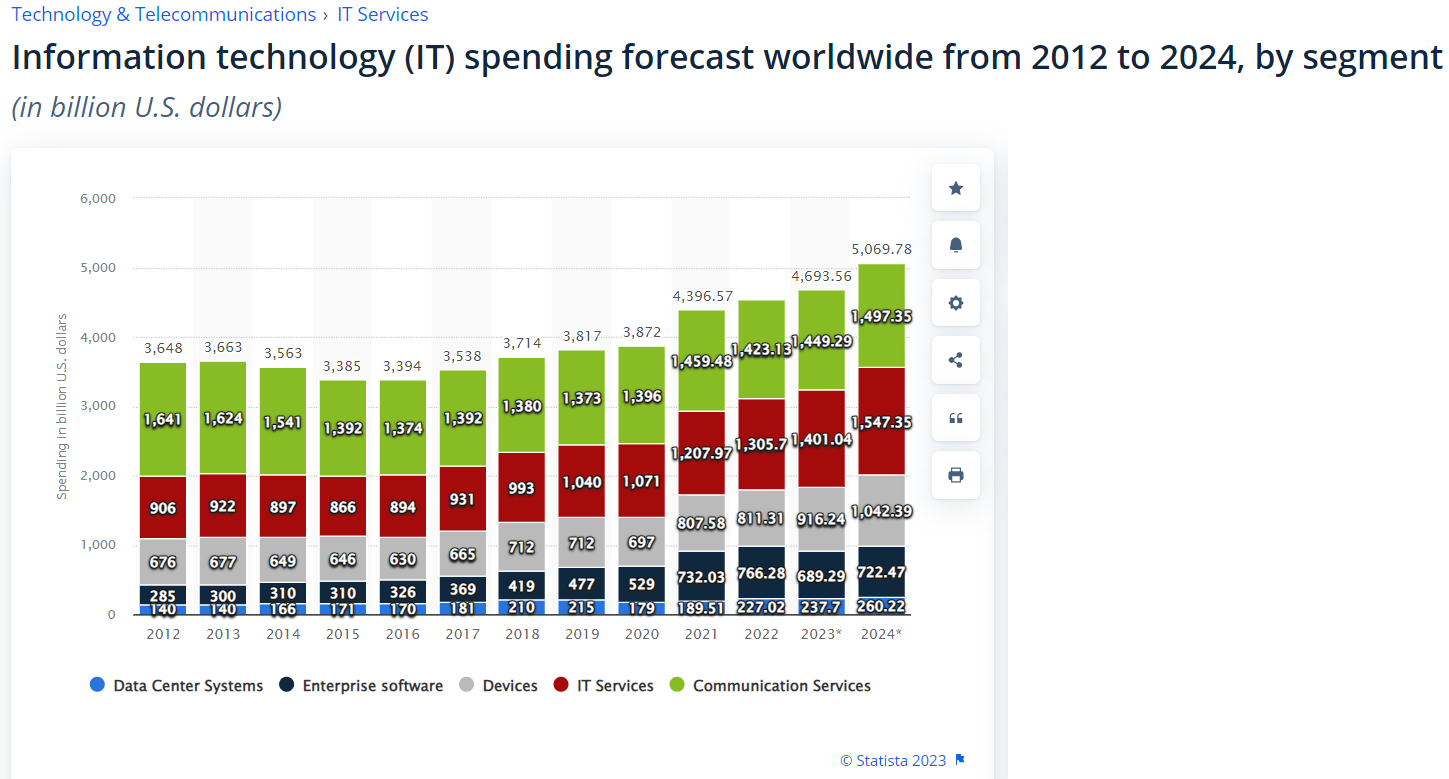 Technology & Telecommunications › IT Services
Information technology (IT) spending forecast worldwide from 2012 to 2024, by segment
(in billion U.S. dollars)
Spending in billion U.S. dollars
6,000
5,000
4,000
3,000
2,000
1,000
0
3,648 3,663 3,563 3,385 3,394 3,538 3,714 3,817 3,872 4,396.57 4,693.56 5,069.78
1,641 1,624 1,541 1,392 1,374 1,392 1,380 1,373 1,396 1,459.48 1,423.13 1,449.29 1,497.35
906 922 897 866 894 931 993 1,040 1,071 1,207.97 1,305.7 1,401.04 1,547.35
676 677 649 646 630 665 712 712 697 807.58 811.31 916.24 1,042.39
285 300 310 310 326 369 419 477 529 732.03 766.28 689.29 722.47
140 140 166 171 170 181 210 215 179 189.51 227.02 237.7 260.22
2012 2013 2014 2015 2016 2017 2018 2019 2020 2021 2022 2023* 2024*
Data Center Systems Enterprise software Devices IT Services Communication Services
© Statista 2023